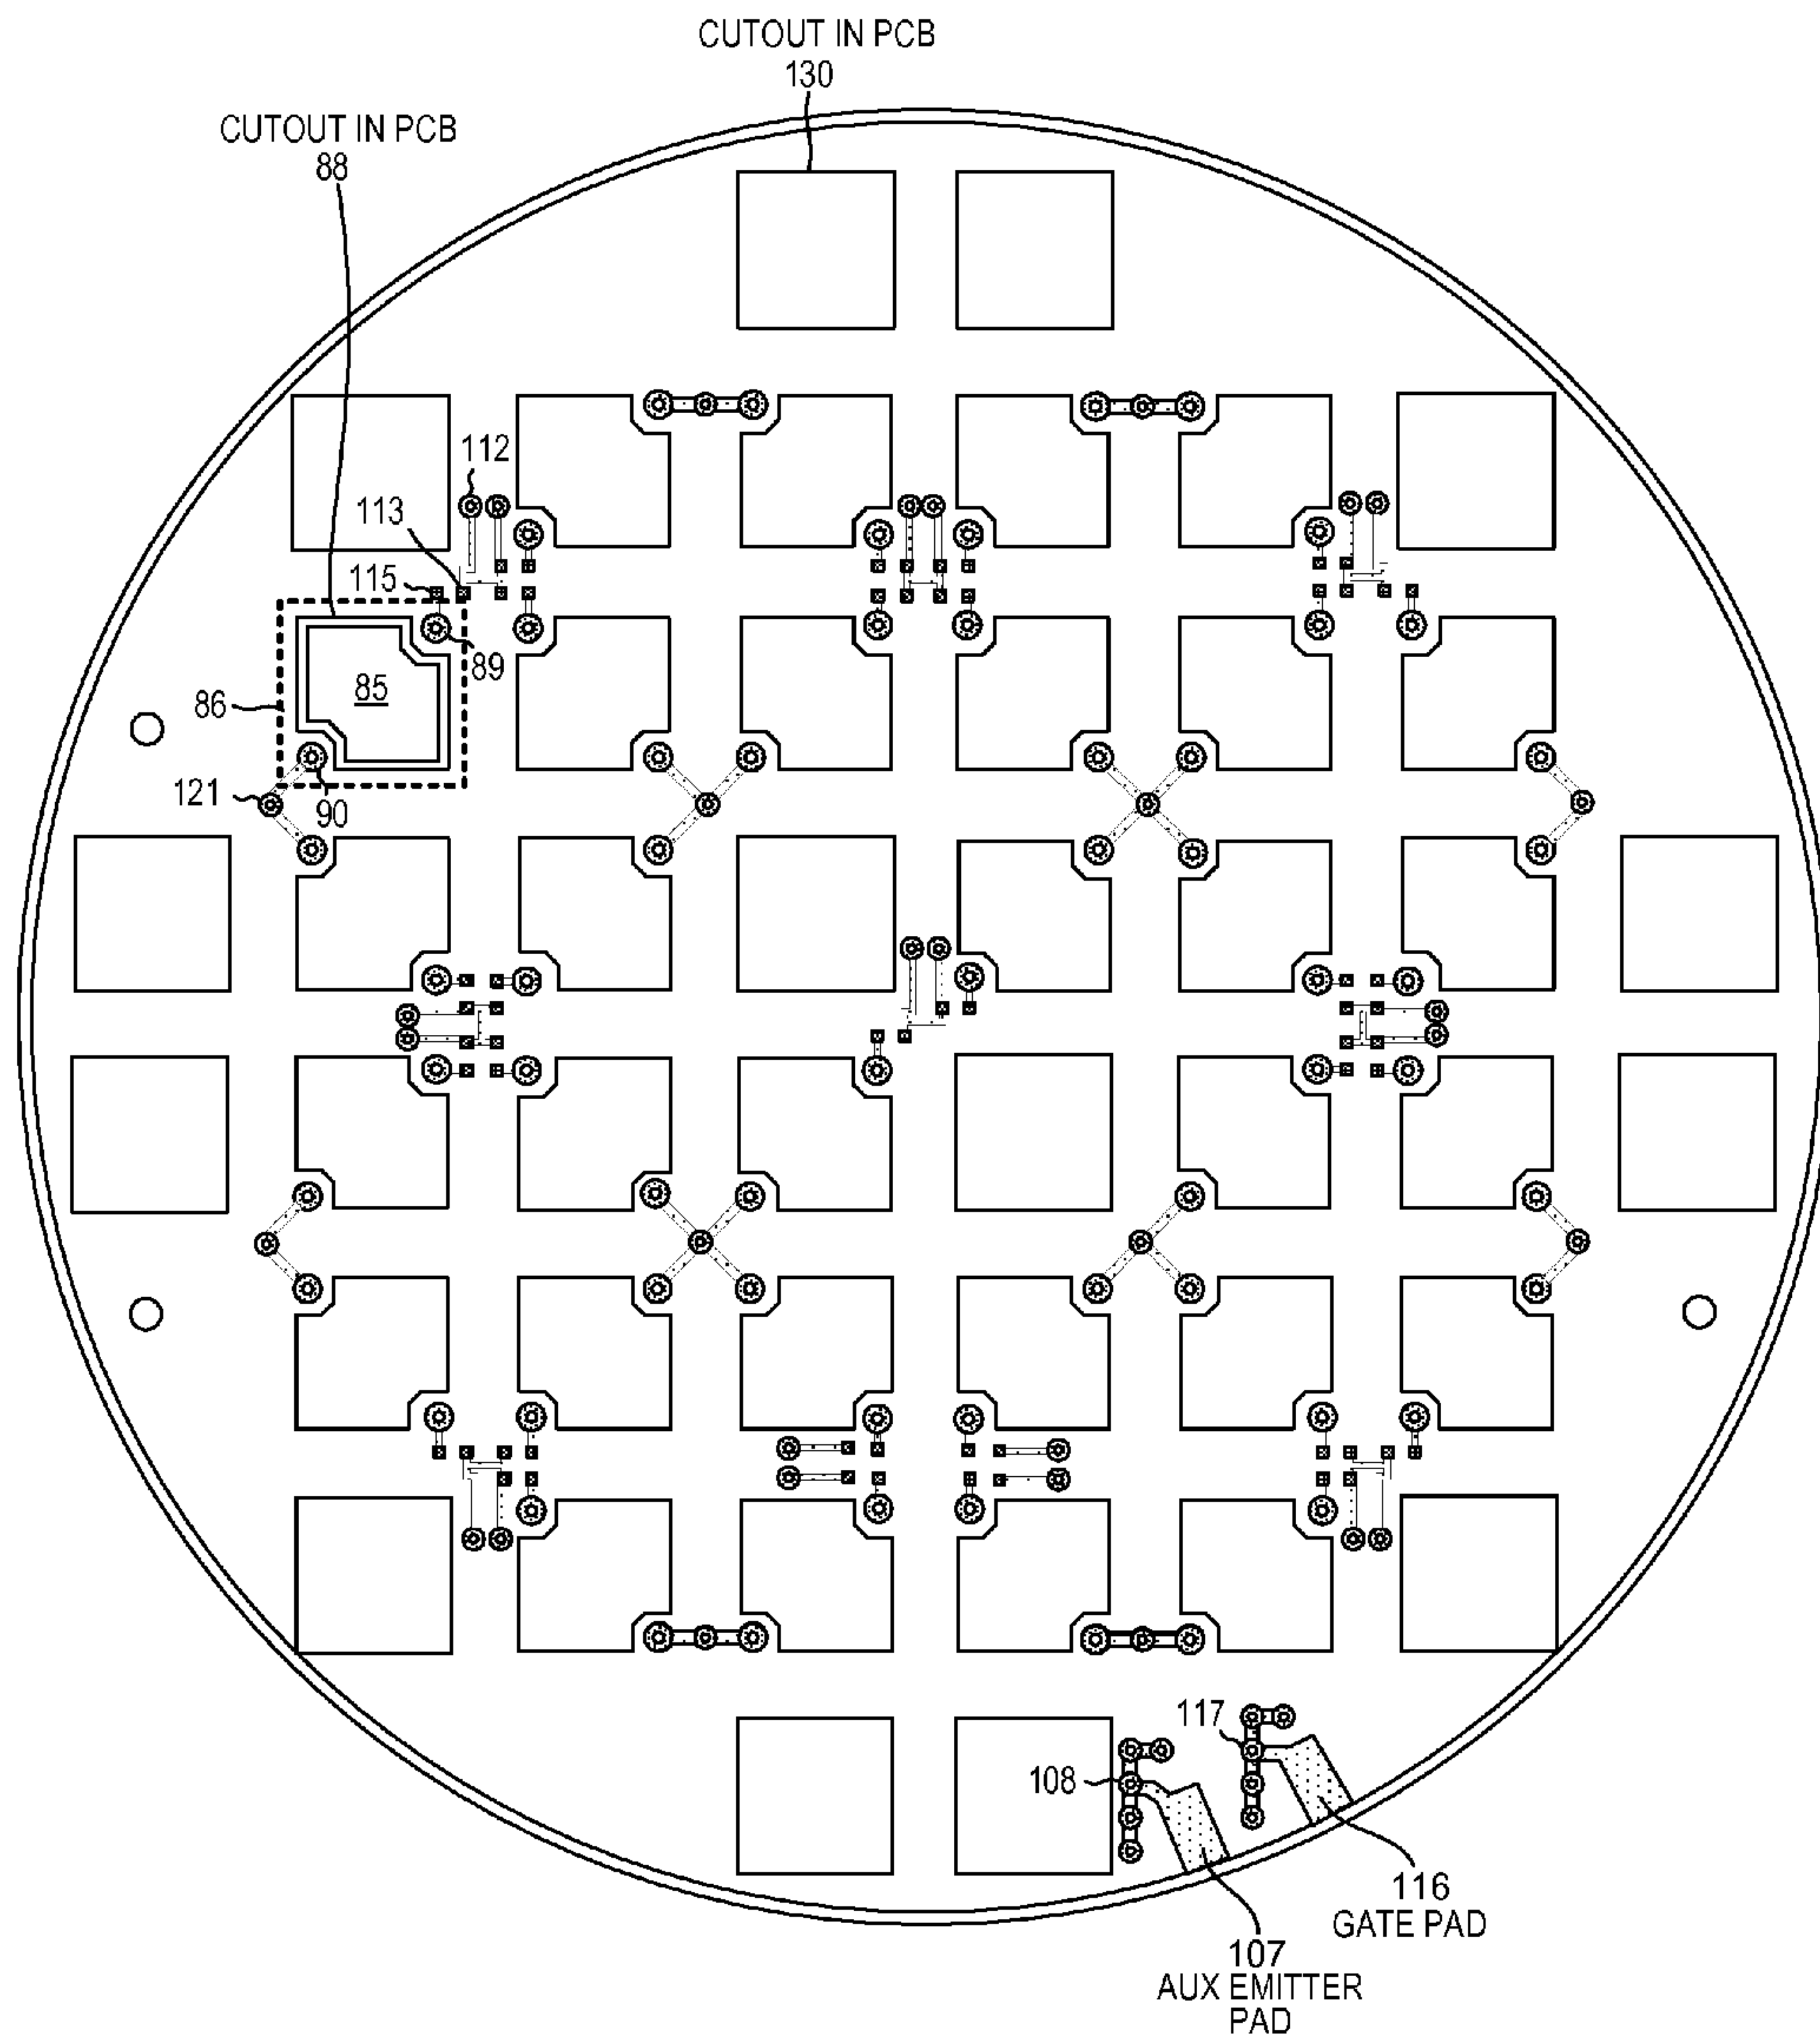 CUTOUT IN PCB
130
CUTOUT IN PCB
88
112
113
115
89
85
86
121
90
117
108
116
GATE PAD
107
AUX EMITTER
PAD